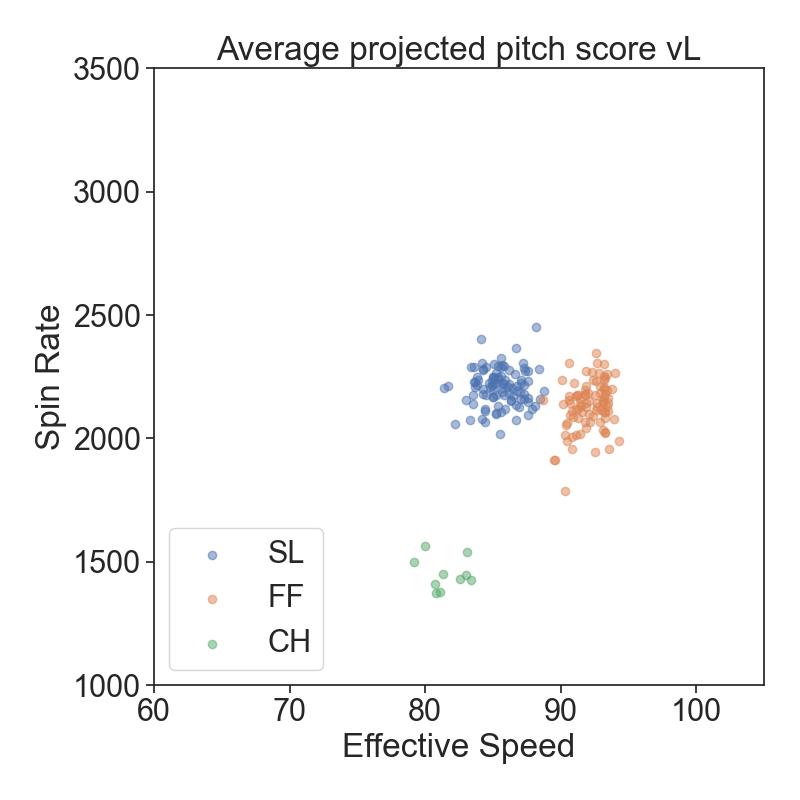 Average projected pitch score vL
3500
3000
2500
2000
1500
1000
Spin Rate
SL
FF
CH
60 70 80 90 100
Effective Speed